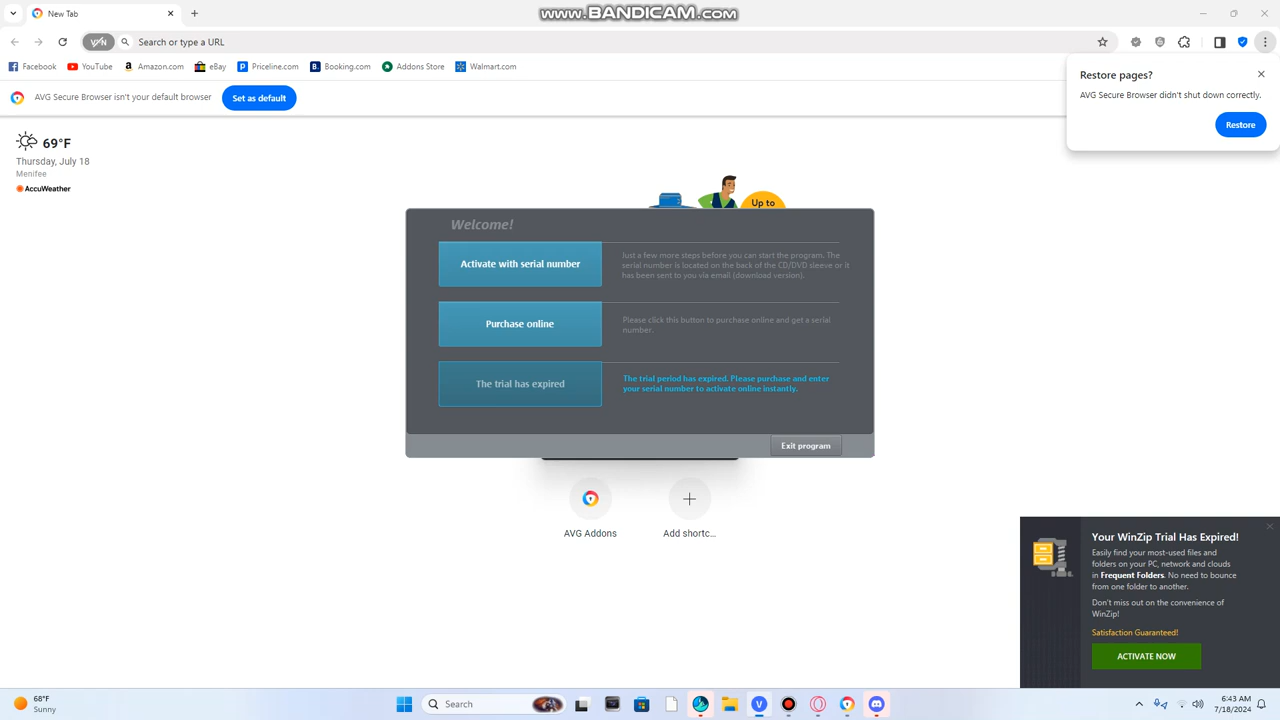 New Tab
www.BANDICAM.com
VPN
Search or type a URL
Facebook
YouTube
Amazon.com
eBay
Priceline.com
Booking.com
Addons Store
Walmart.com
Restore pages?
AVG Secure Browser didn't shut down correctly.
Restore
AVG Secure Browser isn't your default browser
Set as default
69°F
Thursday, July 18
Menifee
AccuWeather
Up to
Welcome!
Activate with serial number
Just a few more steps before you can start the program. The
serial number is located on the back of the CD/DVD sleeve or it
has been sent to you via email (download version).
Purchase online
Please click this button to purchase online and get a serial
number.
The trial has expired
The trial period has expired. Please purchase and enter
your serial number to activate online instantly.
Exit program
AVG Addons
Add shortc...
Your WinZip Trial Has Expired!
Easily find your most-used files and
folders on your PC, network and clouds
in Frequent Folders. No need to bounce
from one folder to another.
Don't miss out on the convenience of
WinZip!
Satisfaction Guaranteed!
ACTIVATE NOW
68°F
Sunny
Search
6:43 AM
7/18/2024